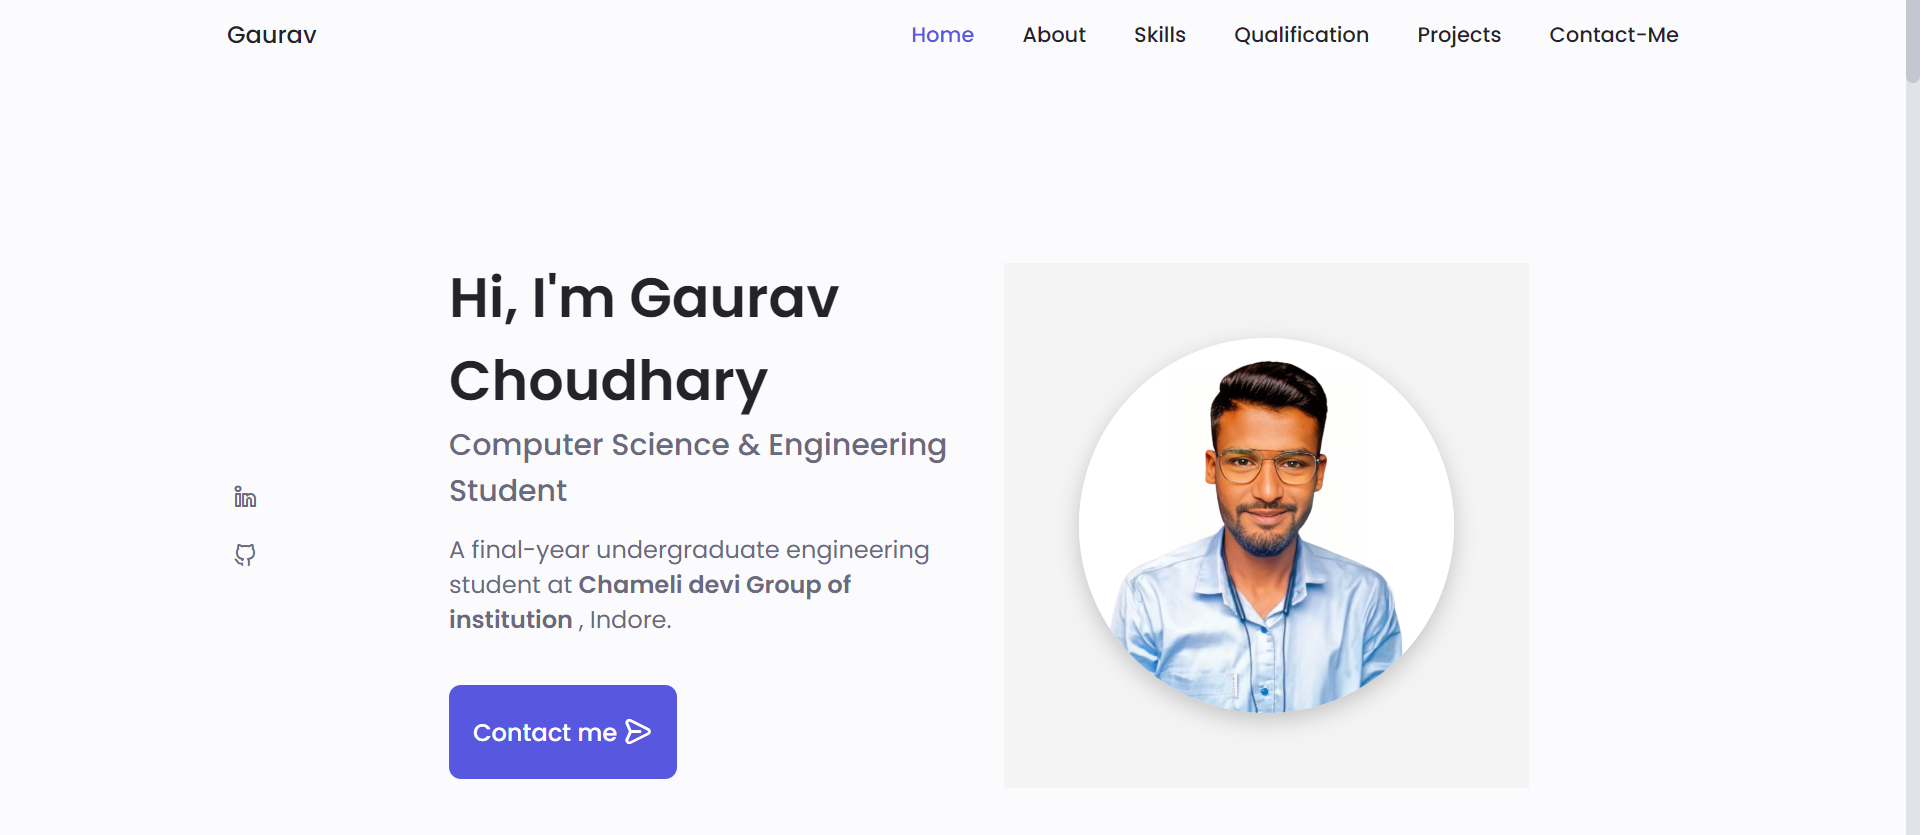 Gaurav
Home About Skills Qualification Projects Contact-Me
Hi, I'm Gaurav
Choudhary
Computer Science & Engineering
Student
A final-year undergraduate engineering
student at Chameli devi Group of
institution , Indore.
Contact me